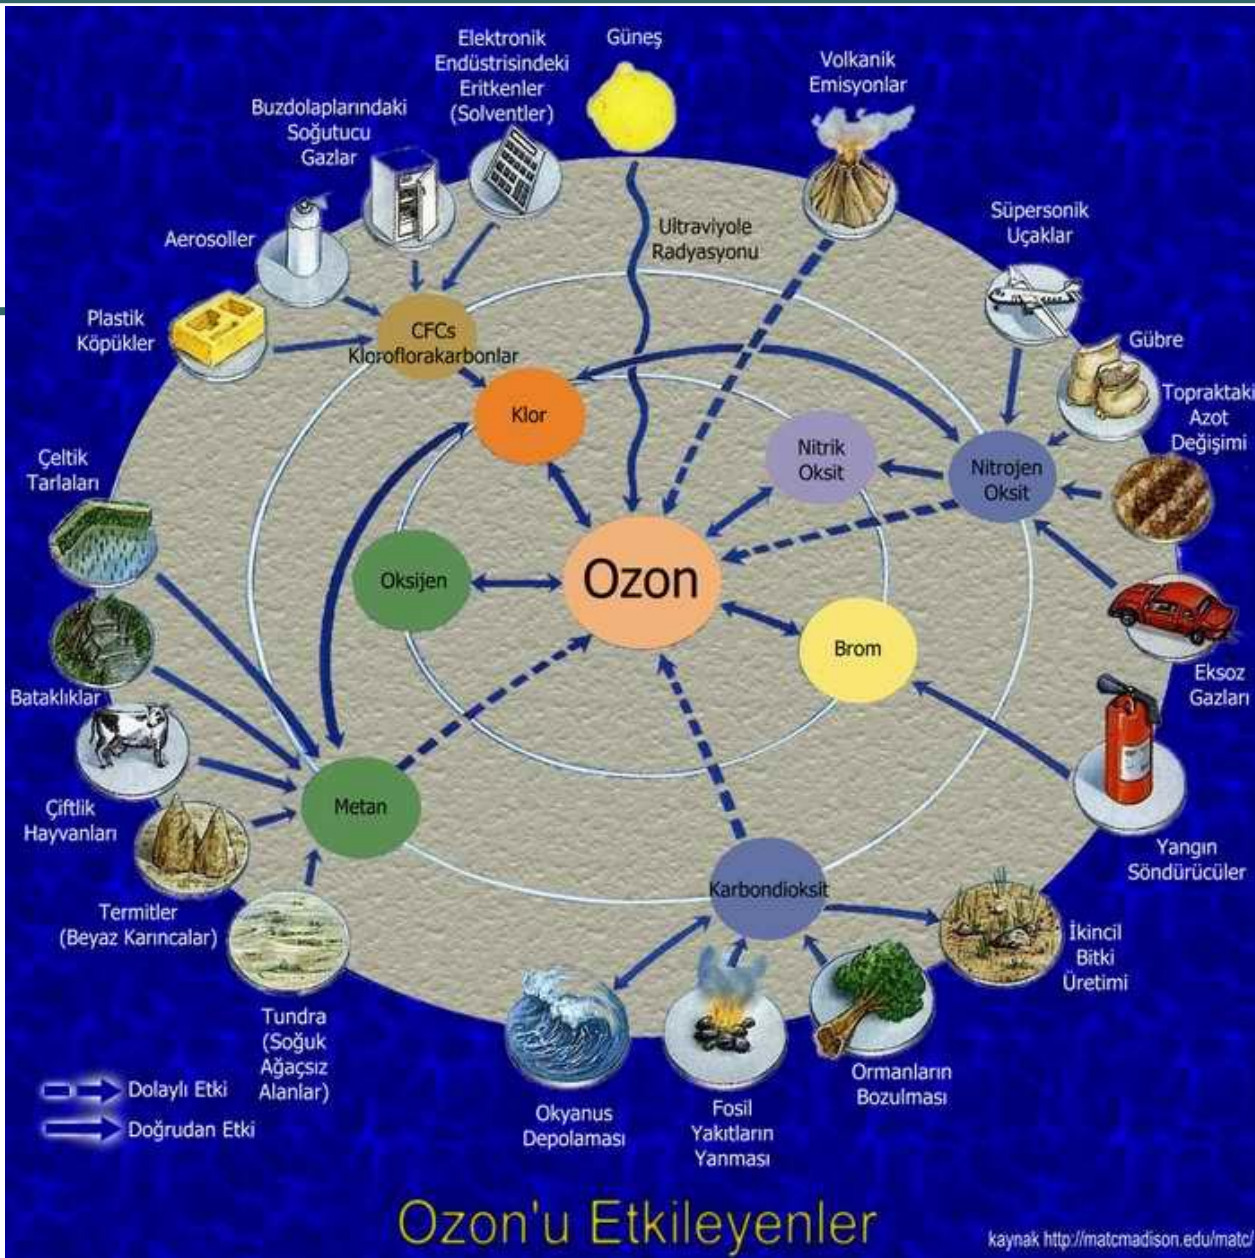 Elektronik
Endüstrisindeki
Eritkenler
(Solventler)
Güneş
Volkanik
Emisyonlar
Buzdolaplarındaki
Soğutucu
Gazlar
Süpersonik
Uçaklar
Aerosoller
Ultraviyole
Radyasyonu
Plastik
Köpükler
CFCs
Kloroflorakarbonlar
Gübre
Topraktaki
Azot
Değişimi
Klor
Nitrik
Oksit
Nitrojen
Oksit
Çeltik
Tarlaları
Oksijen
Ozon
Brom
Eksoz
Gazları
Bataklıklar
Metan
Çiftlik
Hayvanları
Yangın
Söndürücüler
Karbondioksit
Termitler
(Beyaz Karıncalar)
İkincil
Bitki
Üretimi
Tundra
(Soğuk
Ağaçsız
Alanlar)
Ormanların
Bozulması
Okyanus
Depolaması
Fosil
Yakıtların
Yanması
Dolaylı Etki
Doğrudan Etki
Ozon'u Etkileyenler
kaynak http://matcmadison.edu/matc/